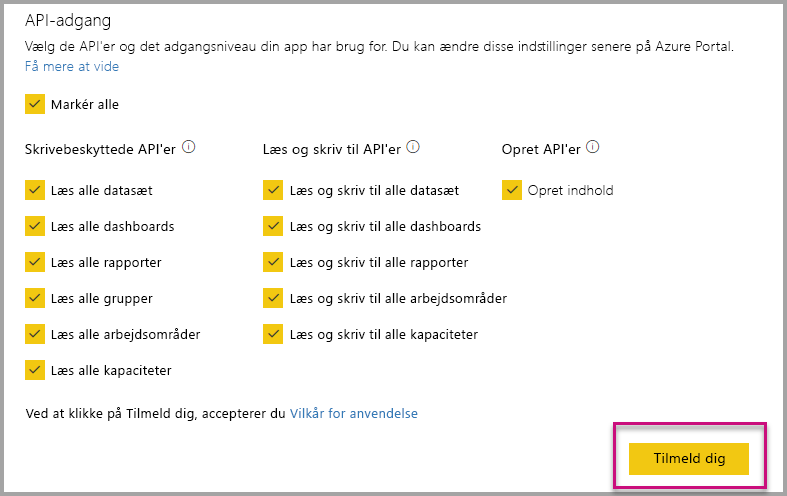 API-adgang
Vælg de API'er og det adgangsniveau din app har brug for. Du kan ændre disse indstillinger senere på Azure Portal.
Få mere at vide
Markér alle
Skrivebeskyttede API'er
Læs alle datasæt
Læs alle dashboards
Læs alle rapporter
Læs alle grupper
Læs alle arbejdsområder
Læs alle kapaciteter
Læs og skriv til API'er
Læs og skriv til alle datasæt
Læs og skriv til alle dashboards
Læs og skriv til alle rapporter
Læs og skriv til alle arbejdsområder
Læs og skriv til alle kapaciteter
Opret API'er
Opret indhold
Ved at klikke på Tilmeld dig, accepterer du Vilkår for anvendelse
Tilmeld dig